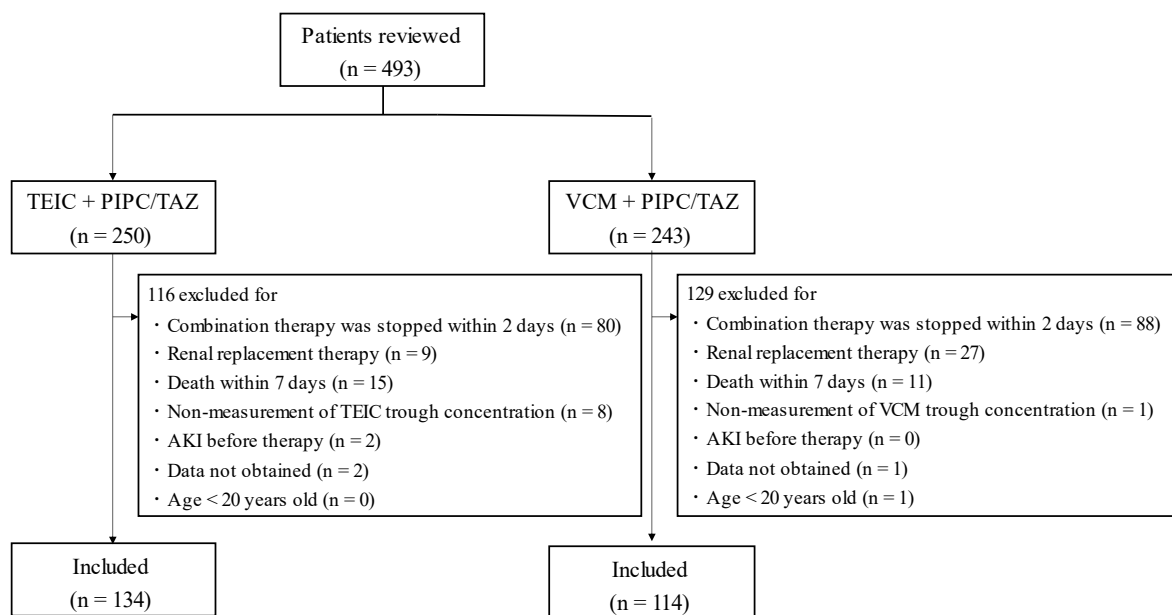 Patients reviewed
(n = 493)
TEIC + PIPC/TAZ
(n = 250)
VCM + PIPC/TAZ
(n = 243)
116 excluded for
・Combination therapy was stopped within 2 days (n = 80)
・Renal replacement therapy (n = 9)
・Death within 7 days (n = 15)
・Non-measurement of TEIC trough concentration (n = 8)
・AKI before therapy (n = 2)
・Data not obtained (n = 2)
・Age < 20 years old (n = 0)
129 excluded for
・Combination therapy was stopped within 2 days (n = 88)
・Renal replacement therapy (n = 27)
・Death within 7 days (n = 11)
・Non-measurement of VCM trough concentration (n = 1)
・AKI before therapy (n = 0)
・Data not obtained (n = 1)
・Age < 20 years old (n = 1)
Included
(n = 134)
Included
(n = 114)